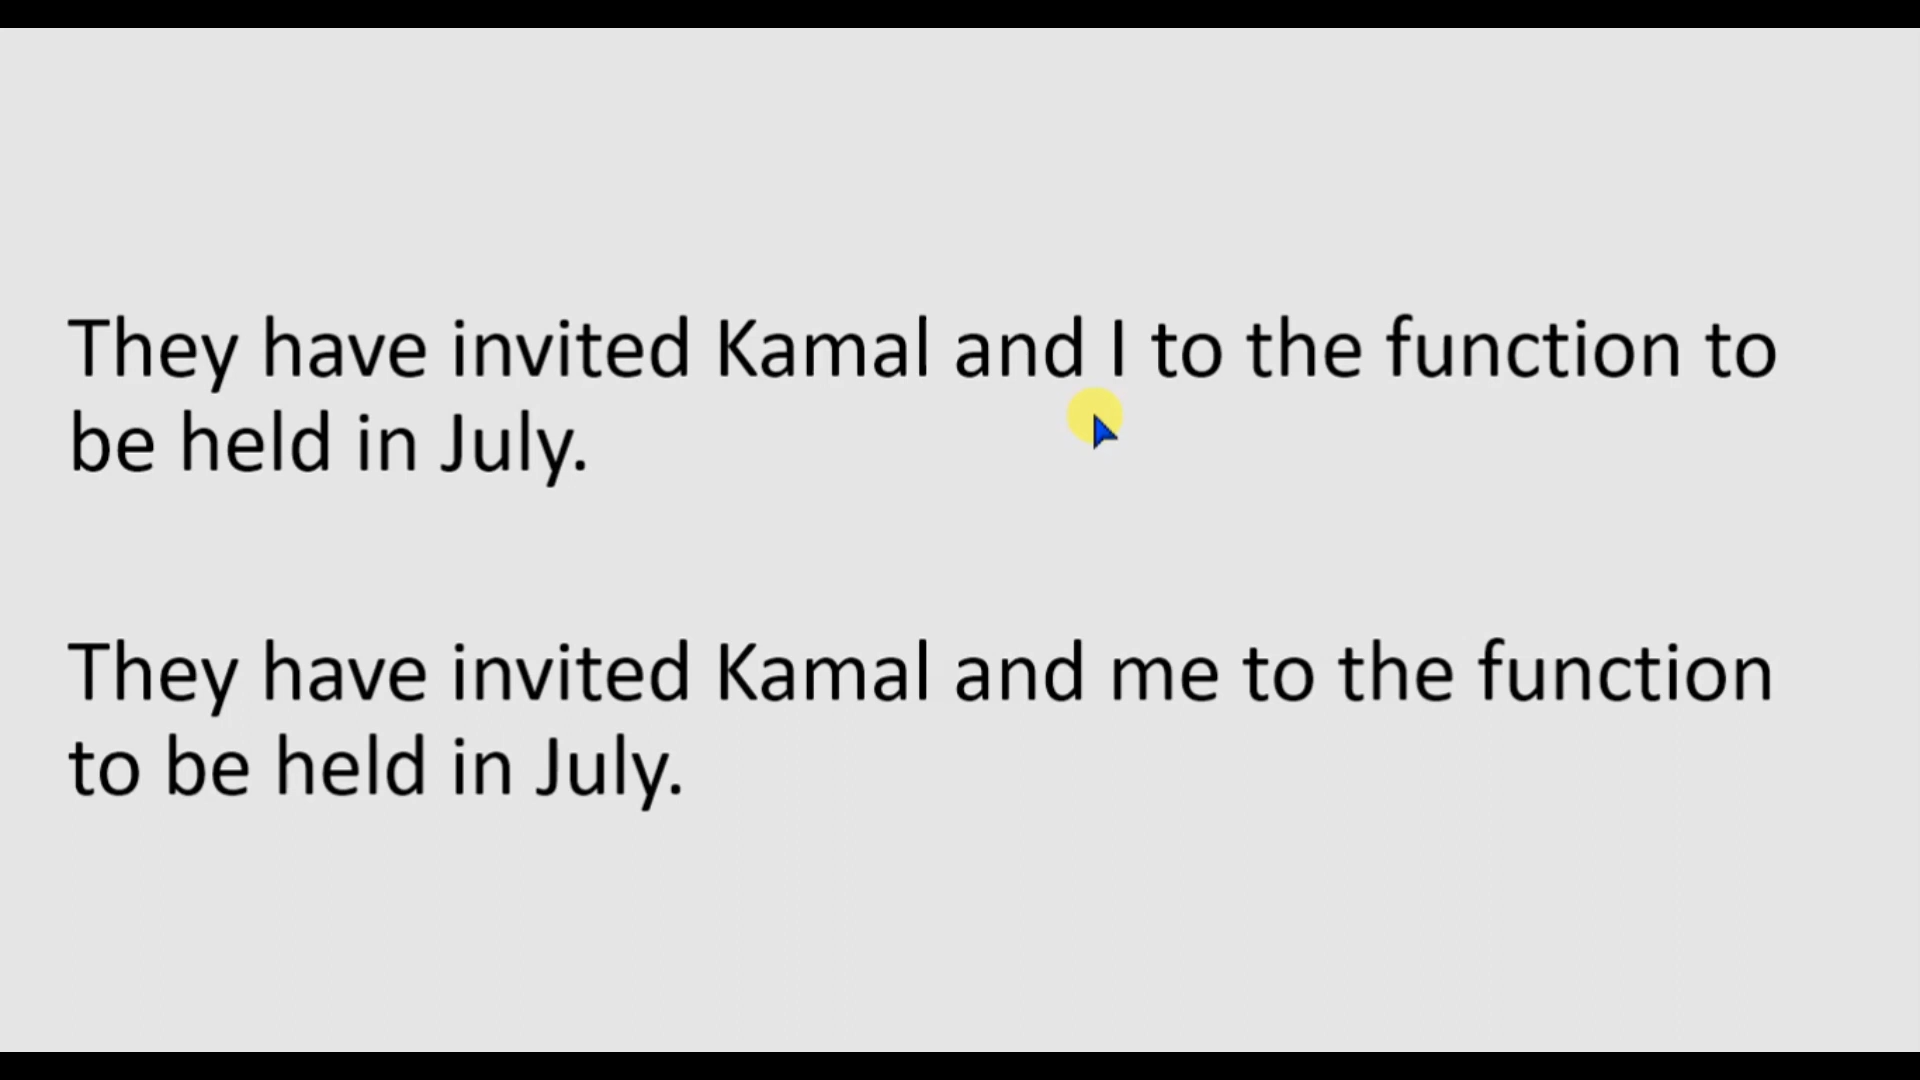 They have invited Kamal and I to the function to
be held in July.
They have invited Kamal and me to the function
to be held in July.